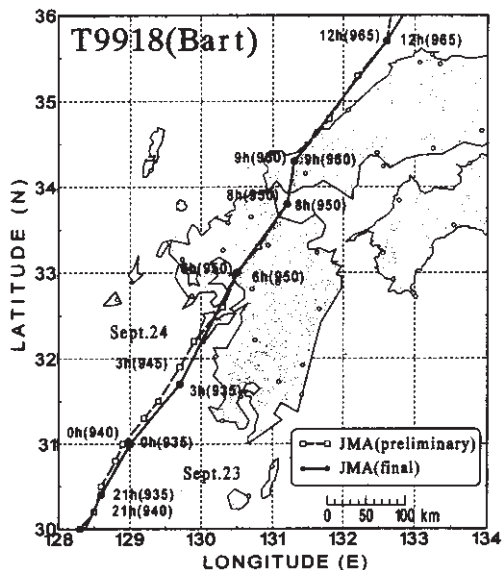 T9918(Bart)
36
35
34
33
32
31
30
LATITUDE (N)
12h(965)
12h(965)
9h(960)
9h(960)
8h(950)
8h(950)
6h(950)
6h(950)
Sept.24
3h(945)
3h(935)
0h(940)
0h(935)
Sept.23
21h(935)
21h(940)
JMA(preliminary)
JMA(final)
0 50 100 km
128 129 130 131 132 133 134
LONGITUDE (E)